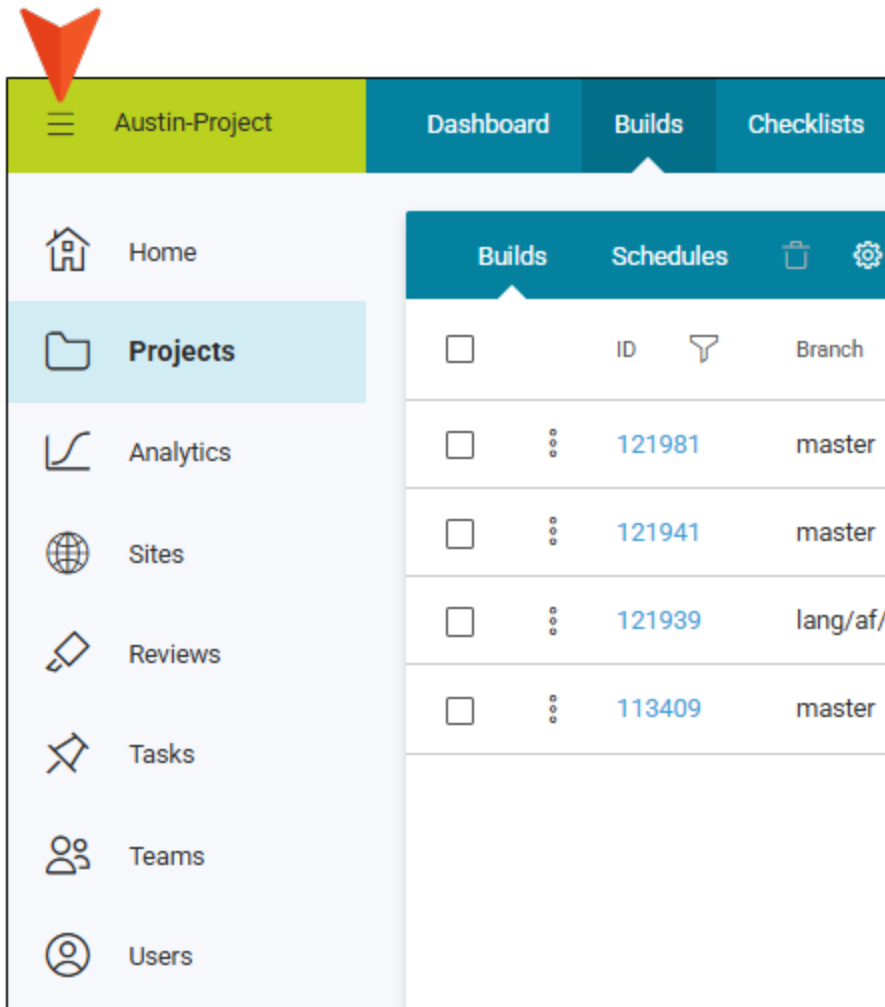 Austin-Project Dashboard Builds Checklists
Home
Projects
Analytics
Sites
Reviews
Tasks
Teams
Users
Builds Schedules
ID Branch
121981 master
121941 master
121939 lang/af/
113409 master